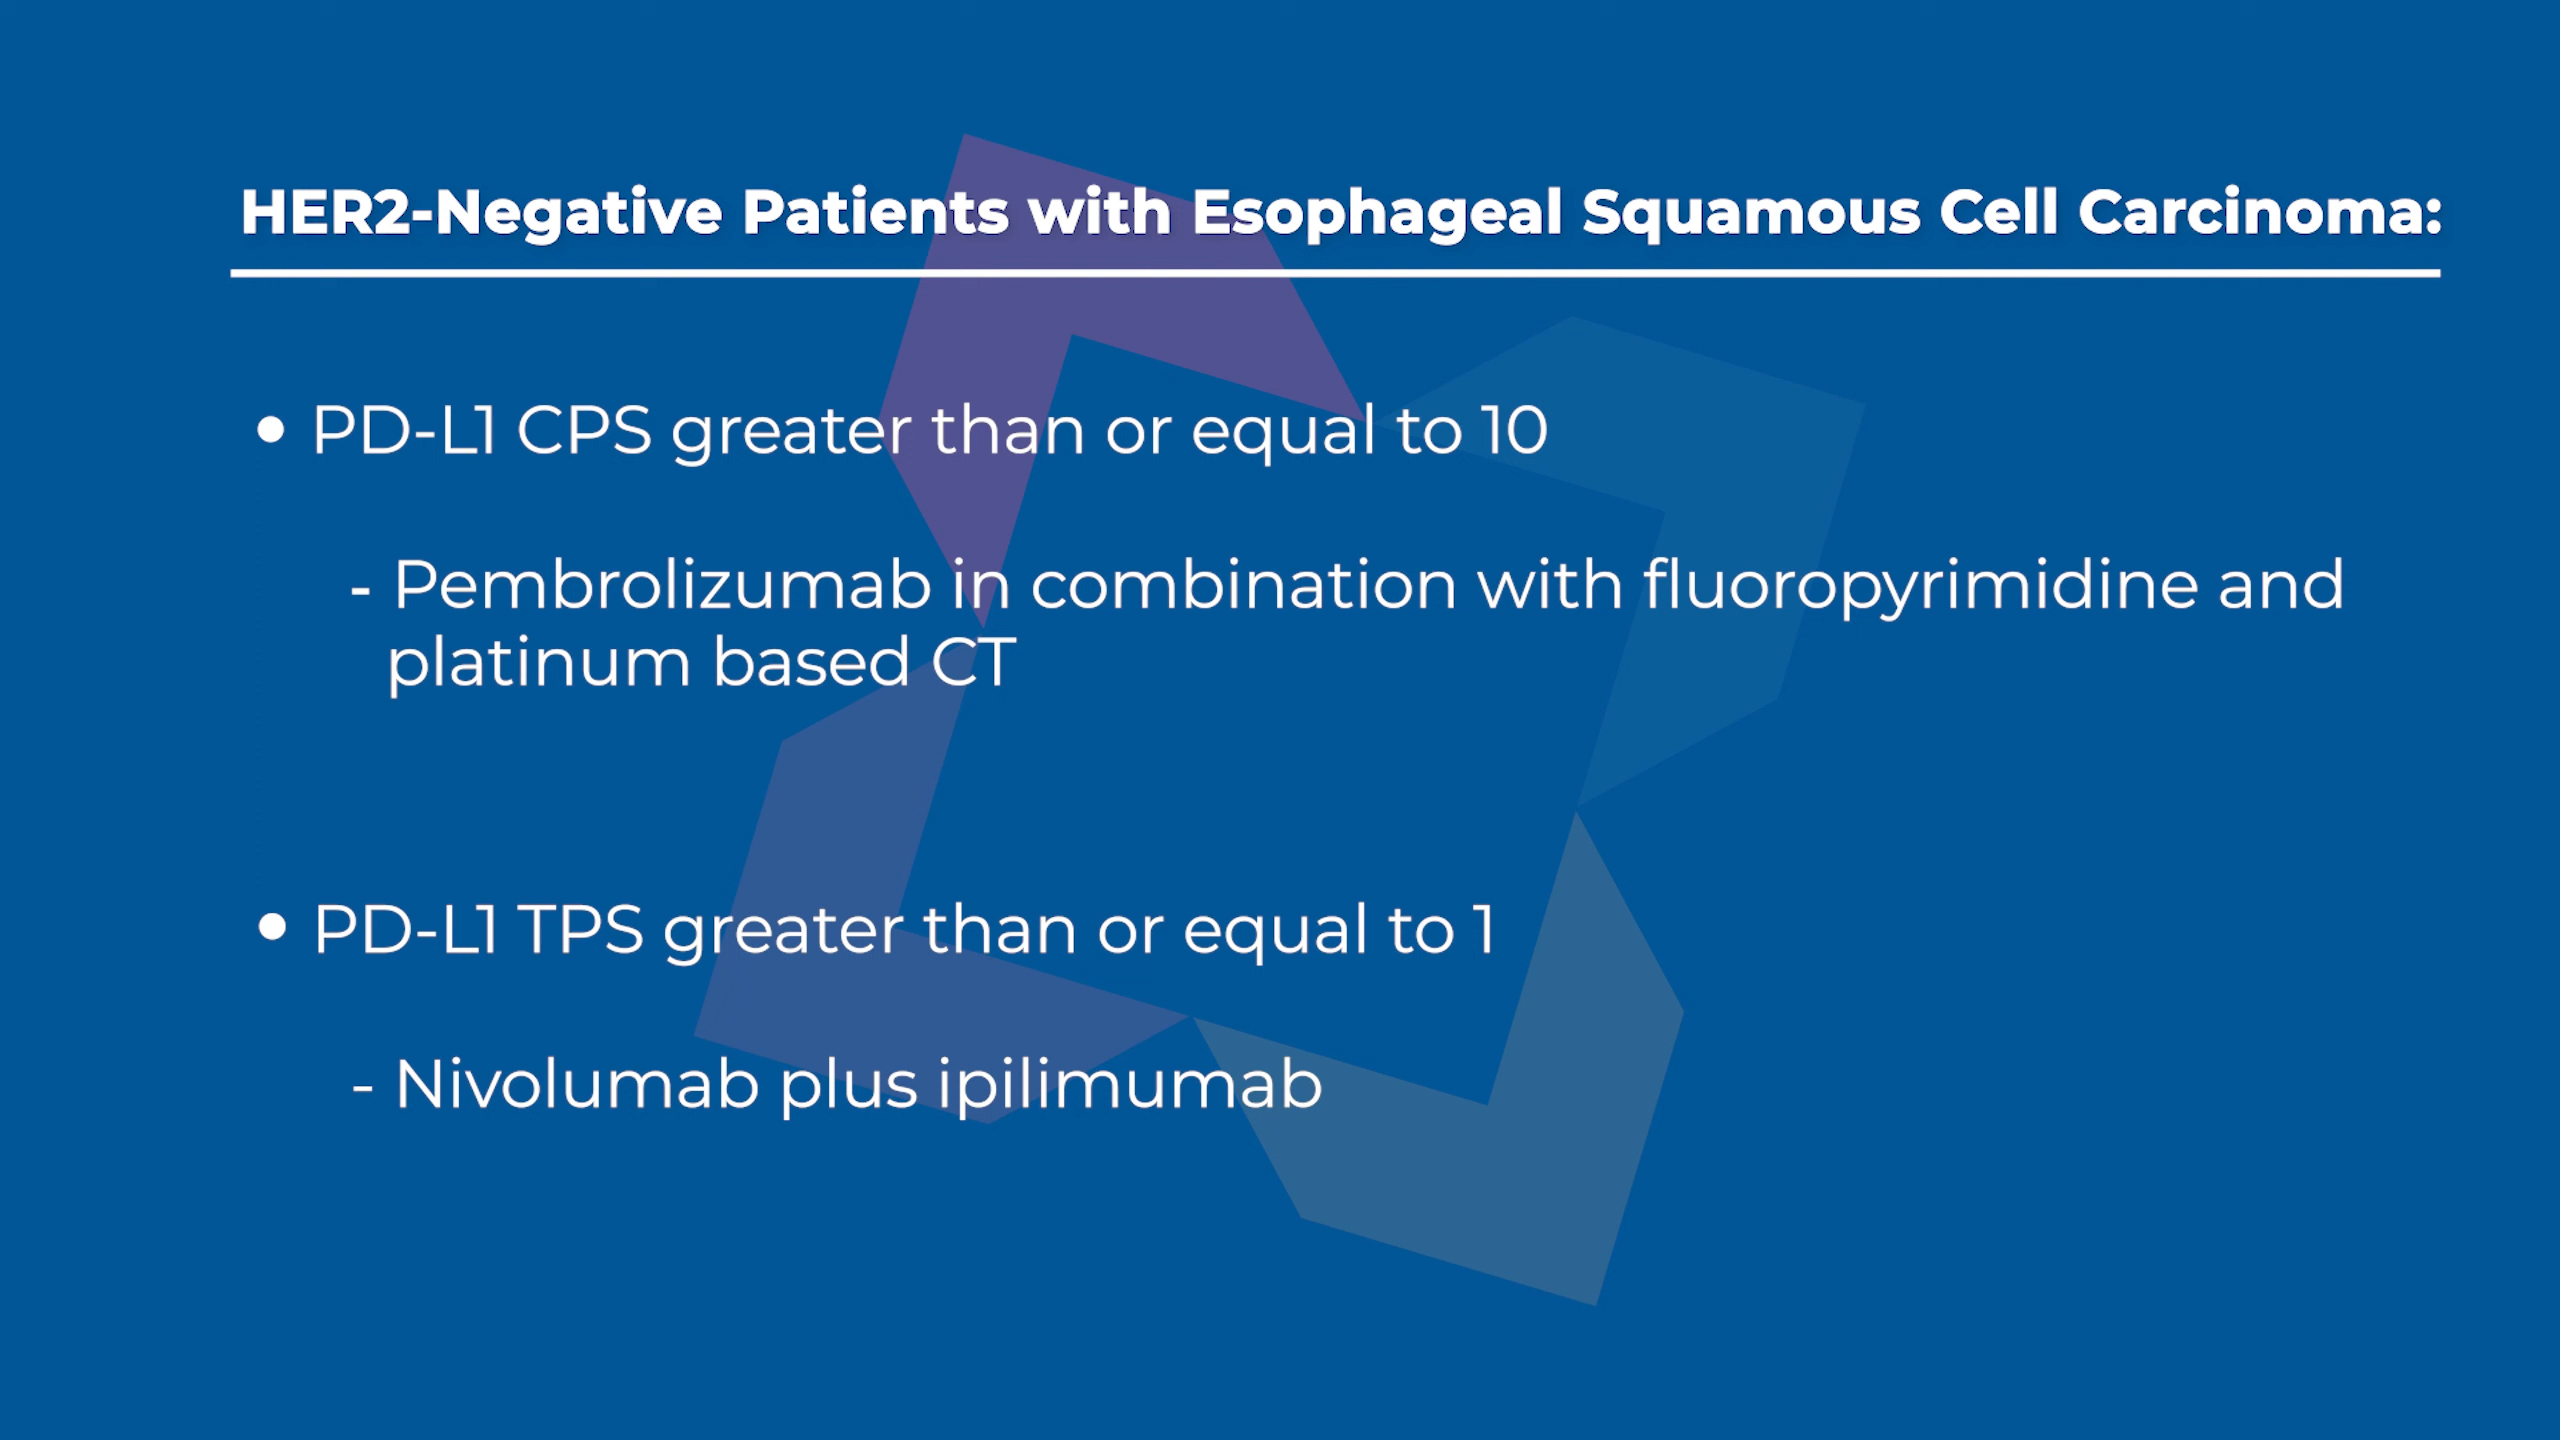 HER2-Negative Patients with Esophageal Squamous Cell Carcinoma:
• PD-L1 CPS greater than or equal to 10
- Pembrolizumab in combination with fluoropyrimidine and
platinum based CT
• PD-L1 TPS greater than or equal to 1
- Nivolumab plus ipilimumab